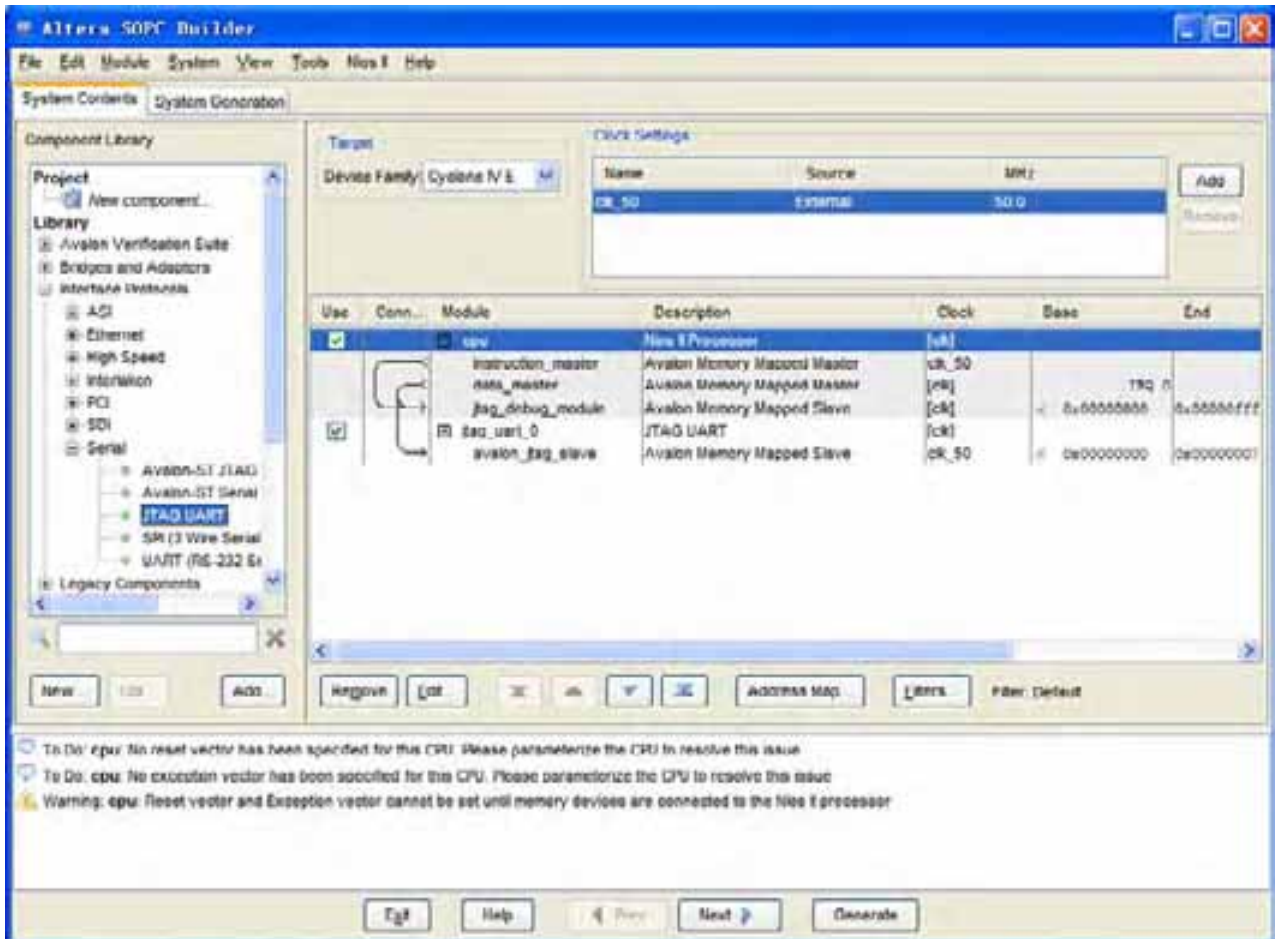 Altera SOPC Builder
File Edit Module System View Tools Nios II Help
System Contents System Generation
Component Library
Project
New component...
Library
Avalon Verification Suite
Bridges and Adapters
Interface Protocols
ASI
Ethernet
High Speed
Interlaken
PCI
SDI
Serial
Avalon-ST JTAG
Avalon-ST Serial
JTAG UART
SPI (3 Wire Serial
UART (RS-232 Se
Legacy Components
New... Edit... Add...
Target
Device Family: Cyclone IV E
Clock Settings
Name Source MHz
clk_50 External 50.0
Add
Remove
Use Conn... Module Description Clock Base End
cpu Nios II Processor [clk]
instruction_master Avalon Memory Mapped Master clk_50
data_master Avalon Memory Mapped Master [clk] IRQ 0
jtag_debug_module Avalon Memory Mapped Slave [clk] 0x00000800 0x00000fff
jtag_uart_0 JTAG UART [clk]
avalon_jtag_slave Avalon Memory Mapped Slave clk_50 0x00000000 0x00000007
Remove Edit... Address Map... Filters... Filter: Default
To Do: cpu: No reset vector has been specified for this CPU. Please parameterize the CPU to resolve this issue
To Do: cpu: No exception vector has been specified for this CPU. Please parameterize the CPU to resolve this issue
Warning: cpu: Reset vector and Exception vector cannot be set until memory devices are connected to the Nios II processor
Exit Help Prev Next Generate